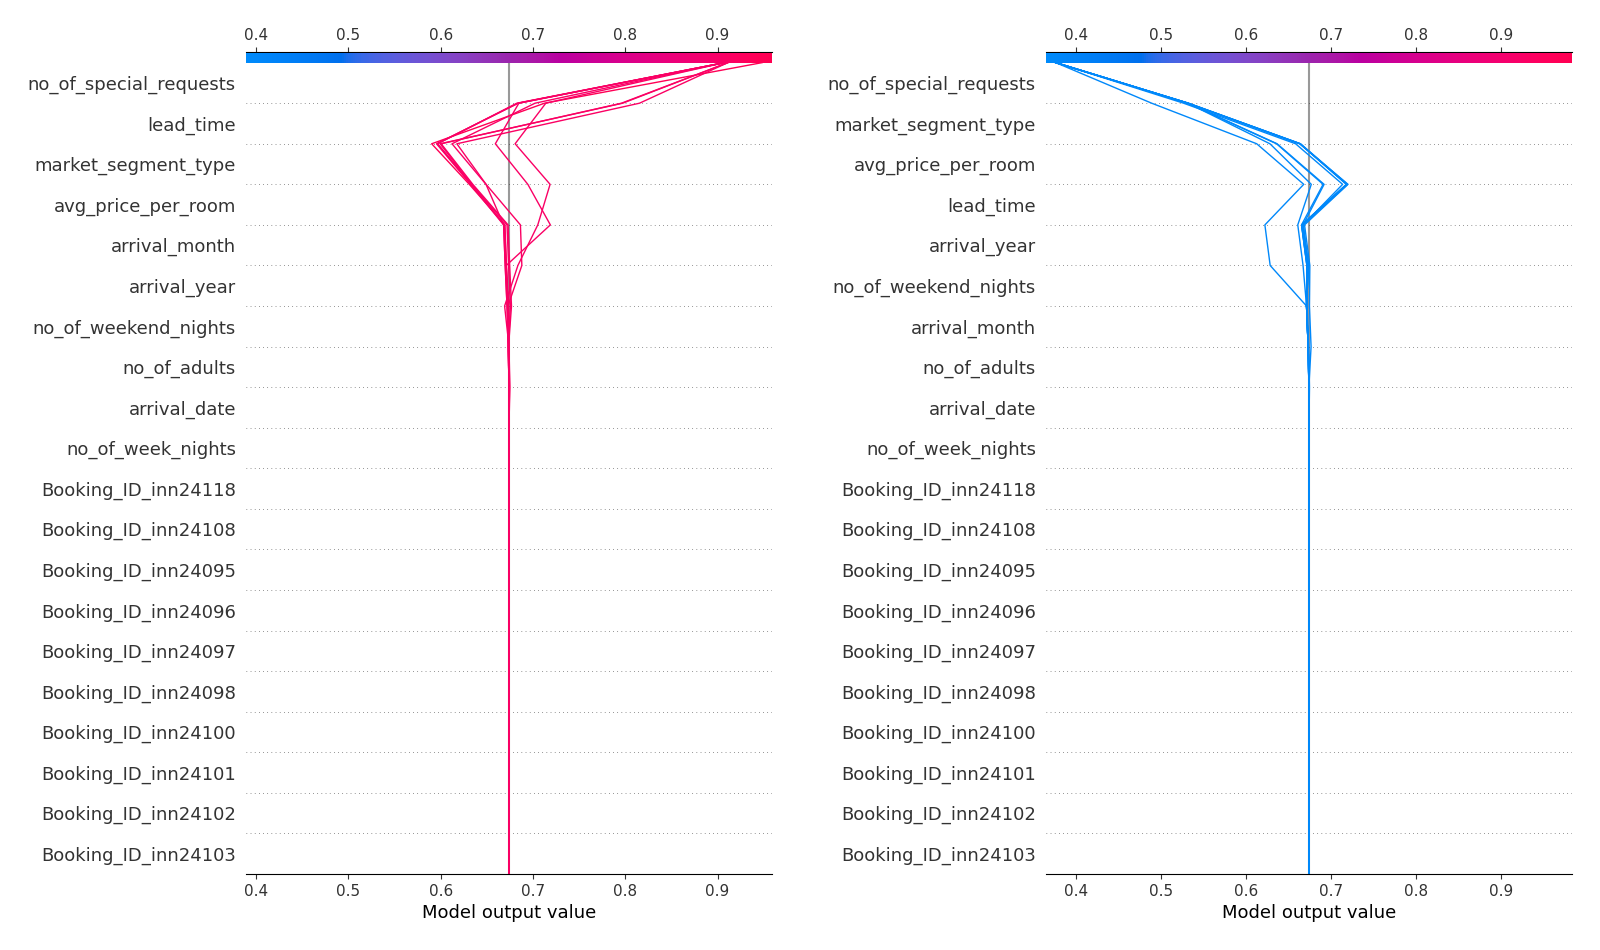 0.4 0.5 0.6 0.7 0.8 0.9
no_of_special_requests
lead_time
market_segment_type
avg_price_per_room
arrival_month
arrival_year
no_of_weekend_nights
no_of_adults
arrival_date
no_of_week_nights
Booking_ID_inn24118
Booking_ID_inn24108
Booking_ID_inn24095
Booking_ID_inn24096
Booking_ID_inn24097
Booking_ID_inn24098
Booking_ID_inn24100
Booking_ID_inn24101
Booking_ID_inn24102
Booking_ID_inn24103
0.4 0.5 0.6 0.7 0.8 0.9
Model output value
0.4 0.5 0.6 0.7 0.8 0.9
no_of_special_requests
market_segment_type
avg_price_per_room
lead_time
arrival_year
no_of_weekend_nights
arrival_month
no_of_adults
arrival_date
no_of_week_nights
Booking_ID_inn24118
Booking_ID_inn24108
Booking_ID_inn24095
Booking_ID_inn24096
Booking_ID_inn24097
Booking_ID_inn24098
Booking_ID_inn24100
Booking_ID_inn24101
Booking_ID_inn24102
Booking_ID_inn24103
0.4 0.5 0.6 0.7 0.8 0.9
Model output value